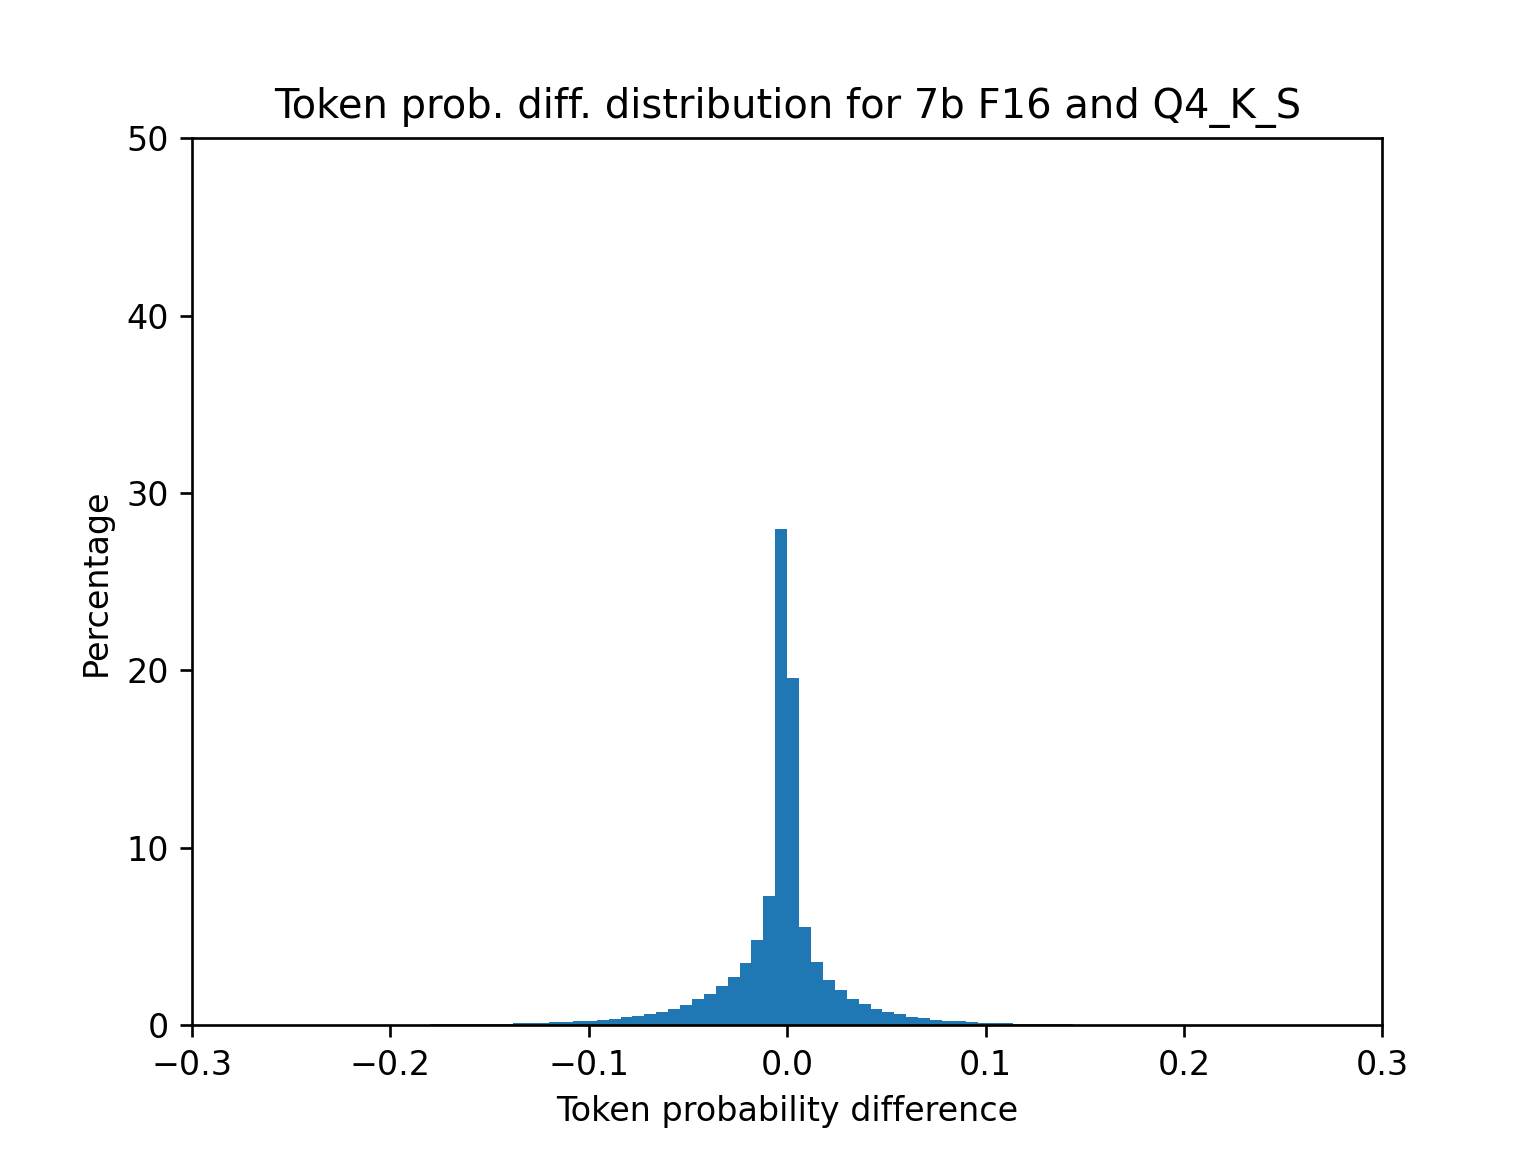 Token prob. diff. distribution for 7b F16 and Q4_K_S
50
40
30
20
10
0
Percentage
−0.3 −0.2 −0.1 0.0 0.1 0.2 0.3
Token probability difference